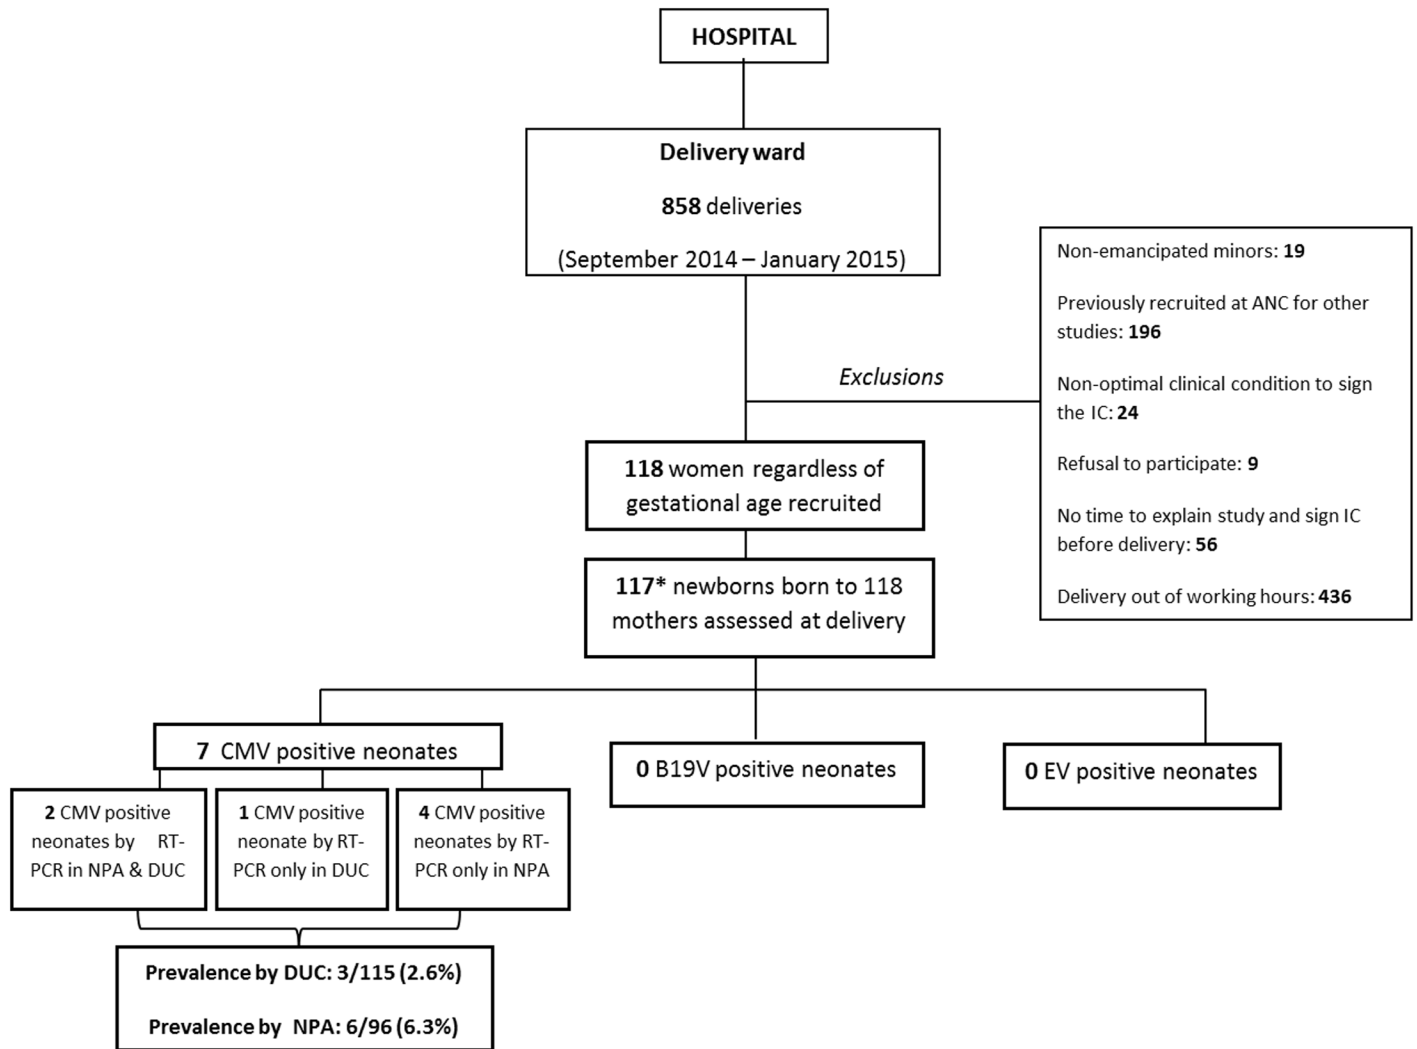 HOSPITAL
Delivery ward
858 deliveries
(September 2014 – January 2015)
Non-emancipated minors: 19
Previously recruited at ANC for other
studies: 196
Non-optimal clinical condition to sign
the IC: 24
Refusal to participate: 9
No time to explain study and sign IC
before delivery: 56
Delivery out of working hours: 436
Exclusions
118 women regardless of
gestational age recruited
117* newborns born to 118
mothers assessed at delivery
7 CMV positive neonates
0 B19V positive neonates
0 EV positive neonates
2 CMV positive
neonates by RT-
PCR in NPA & DUC
1 CMV positive
neonate by RT-
PCR only in DUC
4 CMV positive
neonates by RT-
PCR only in NPA
Prevalence by DUC: 3/115 (2.6%)
Prevalence by NPA: 6/96 (6.3%)